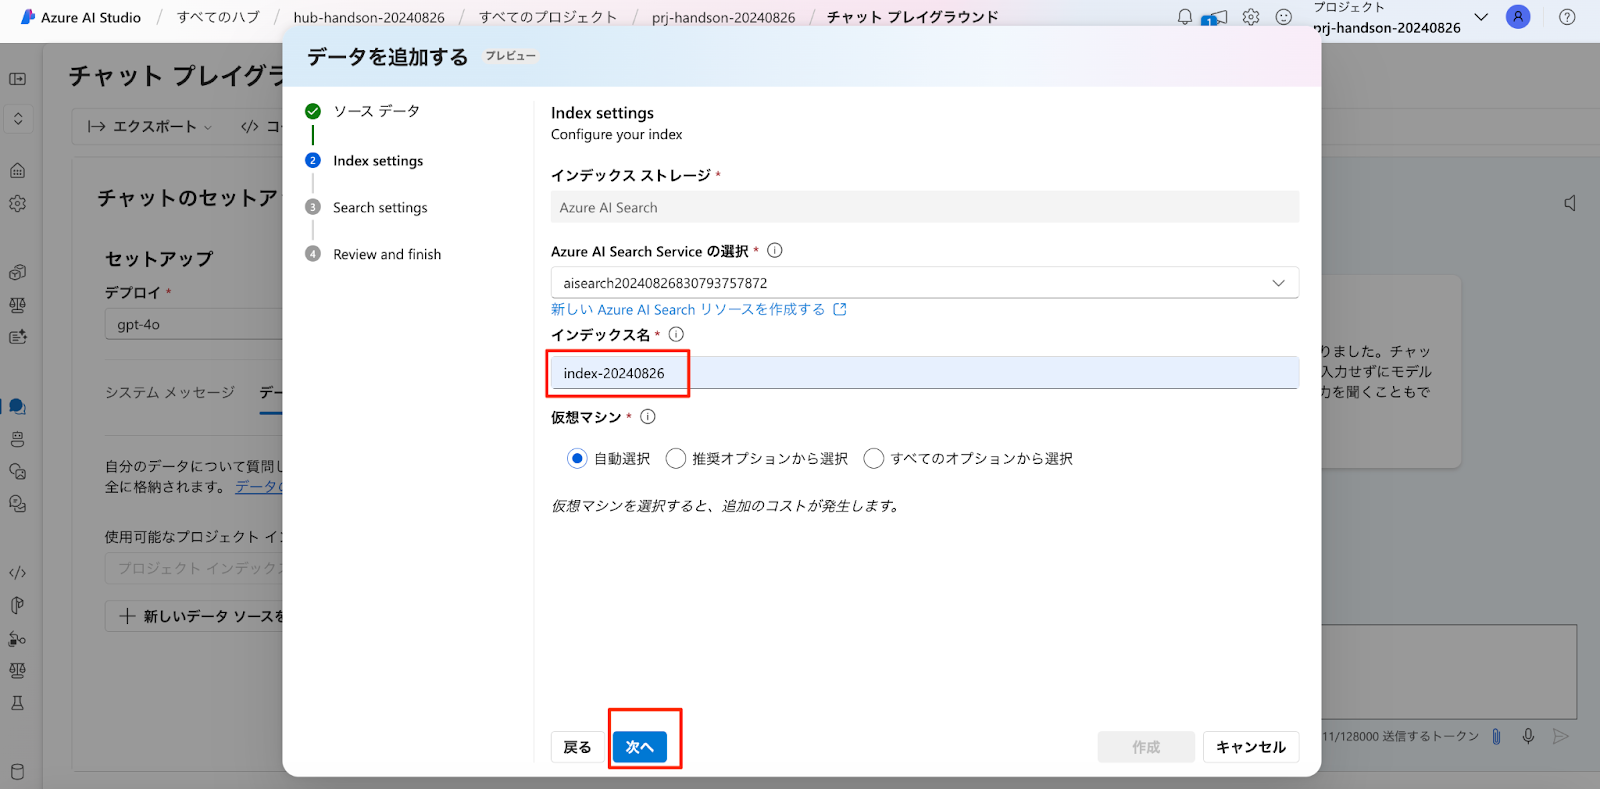 Azure AI Studio / すべてのハブ / hub-handson-20240826 / すべてのプロジェクト / prj-handson-20240826 / チャット プレイグラウンド
1
プロジェクト
prj-handson-20240826
A
チャット プレイグラ
エクスポート
</> コ
チャットのセットア
セットアップ
デプロイ *
gpt-4o
システム メッセージ
デー
自分のデータについて質問し
全に格納されます。 データの
使用可能なプロジェクト イン
プロジェクト インデックス
新しいデータ ソースを
データを追加する プレビュー
ソース データ
2 Index settings
3 Search settings
4 Review and finish
Index settings
Configure your index
インデックス ストレージ *
Azure AI Search
Azure AI Search Service の選択 *
aisearch20240826830793757872
新しい Azure AI Search リソースを作成する
インデックス名 *
index-20240826
仮想マシン *
自動選択 推奨オプションから選択 すべてのオプションから選択
仮想マシンを選択すると、追加のコストが発生します。
戻る 次へ 作成 キャンセル
りました。チャッ
入力せずにモデル
力を聞くこともで
11/128000 送信するトークン